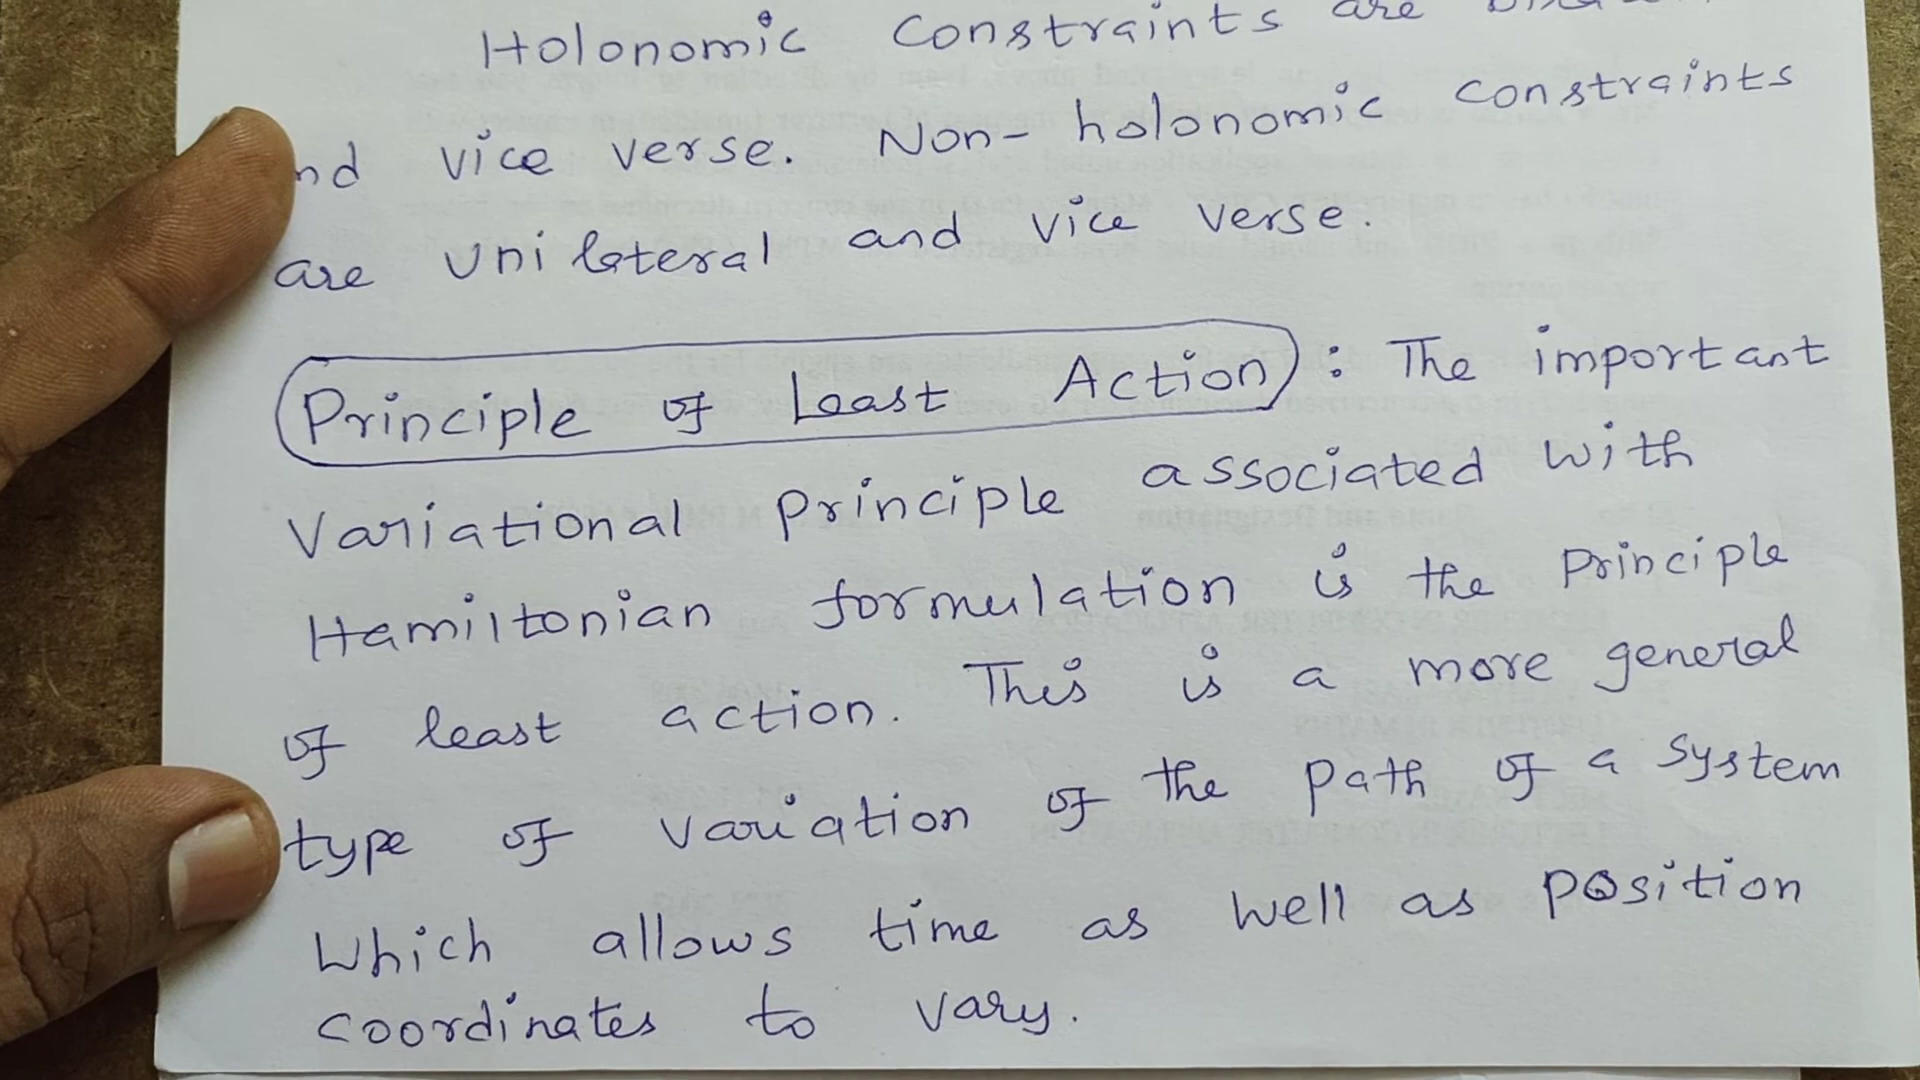 Holonomic constraints are
nd vice verse. Non-holonomic constraints
are unilateral and vice verse.
Principle of Least Action : The important
Variational principle associated with
Hamiltonian formulation is the principle
of least action. This is a more general
type of variation of the path of a system
which allows time as well as position
coordinates to vary.